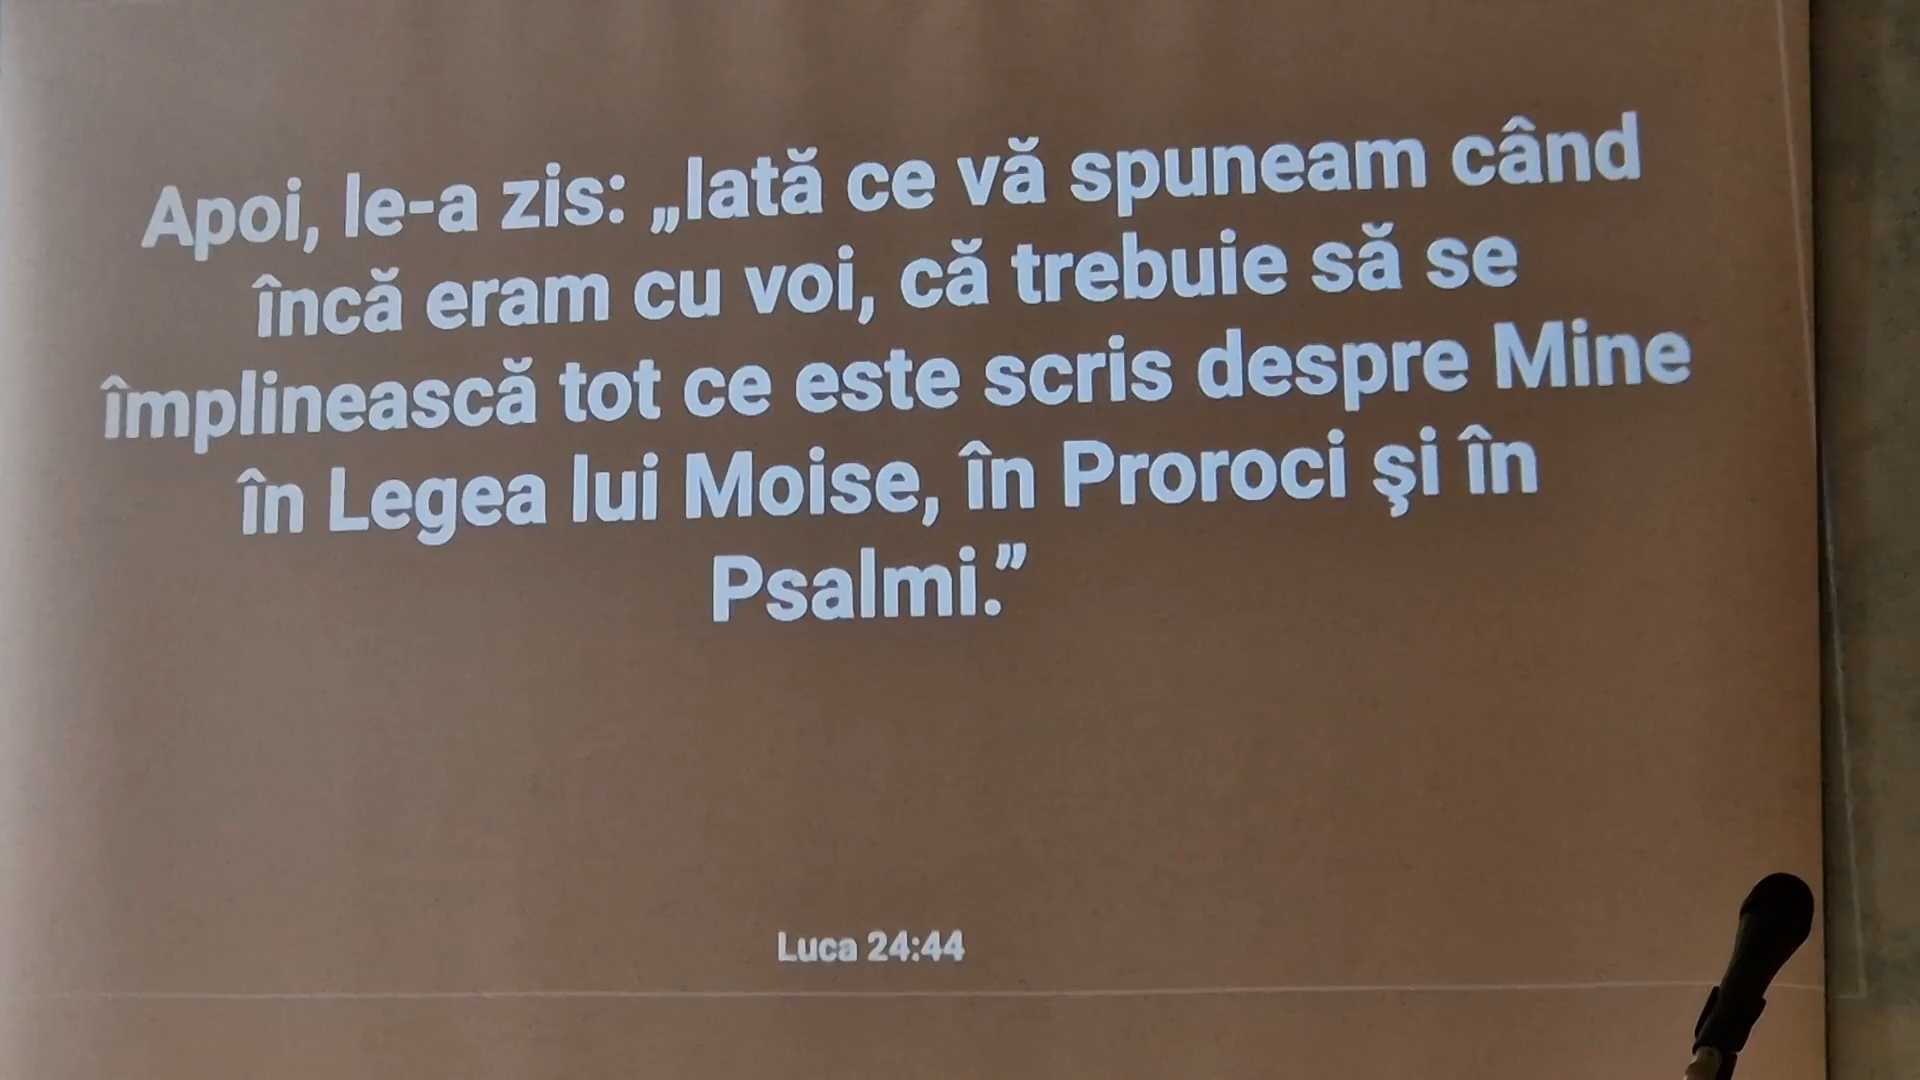 Apoi, le-a zis: „Iată ce vă spuneam când
încă eram cu voi, că trebuie să se
împlinească tot ce este scris despre Mine
în Legea lui Moise, în Proroci şi în
Psalmi.”
Luca 24:44